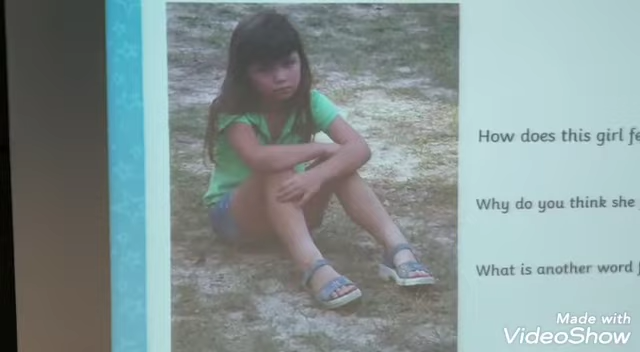 How does this girl
Why do you think she
What is another word
Made with
VideoShow